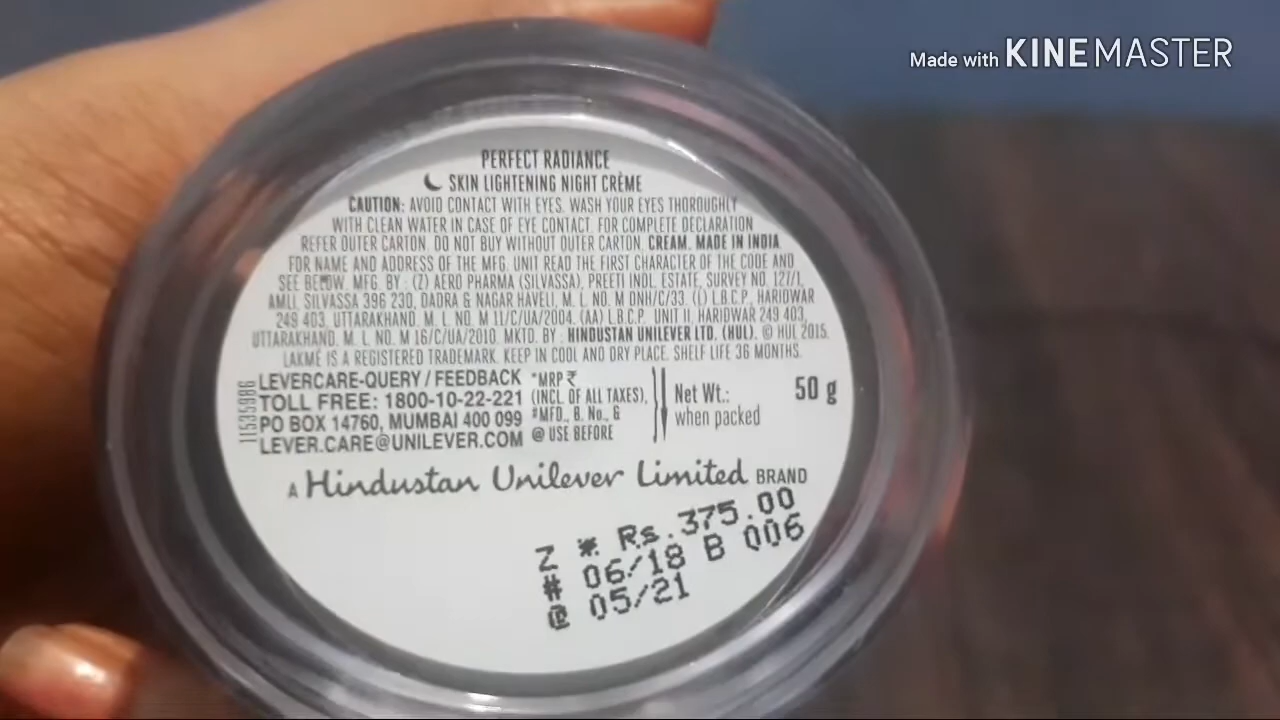 Made with KINEMASTER
PERFECT RADIANCE
SKIN LIGHTENING NIGHT CRÈME
CAUTION: AVOID CONTACT WITH EYES. WASH YOUR EYES THOROUGHLY
WITH CLEAN WATER IN CASE OF EYE CONTACT. FOR COMPLETE DECLARATION
REFER OUTER CARTON. DO NOT BUY WITHOUT OUTER CARTON. CREAM. MADE IN INDIA
FOR NAME AND ADDRESS OF THE MFG. UNIT READ THE FIRST CHARACTER OF THE CODE AND
SEE BELOW. MFG. BY : (Z) AERO PHARMA (SILVASSA), PREETI INDL. ESTATE, SURVEY NO. 127/1,
AMLI, SILVASSA 396 230, DADRA & NAGAR HAVELI. M. L. NO. M DNH/C/33. (L) L.B.C.P., HARIDWAR
249 403, UTTARAKHAND. M. L. NO. M 11/C/UA/2004. (AA) L.B.C.P. UNIT II, HARIDWAR 249 403,
UTTARAKHAND. M. L. NO. M 16/C/UA/2010. MKTD. BY : HINDUSTAN UNILEVER LTD. (HUL). © HUL 2015.
LAKMÉ IS A REGISTERED TRADEMARK. KEEP IN COOL AND DRY PLACE. SHELF LIFE 36 MONTHS.
11535986
LEVERCARE-QUERY / FEEDBACK
TOLL FREE: 1800-10-22-221
PO BOX 14760, MUMBAI 400 099
LEVER.CARE@UNILEVER.COM
*MRP ₹
(INCL. OF ALL TAXES),
#MFD., B. No., &
@ USE BEFORE
Net Wt.: 50 g
when packed
A Hindustan Unilever Limited BRAND
Z * Rs.375.00
# 06/18 B 006
@ 05/21